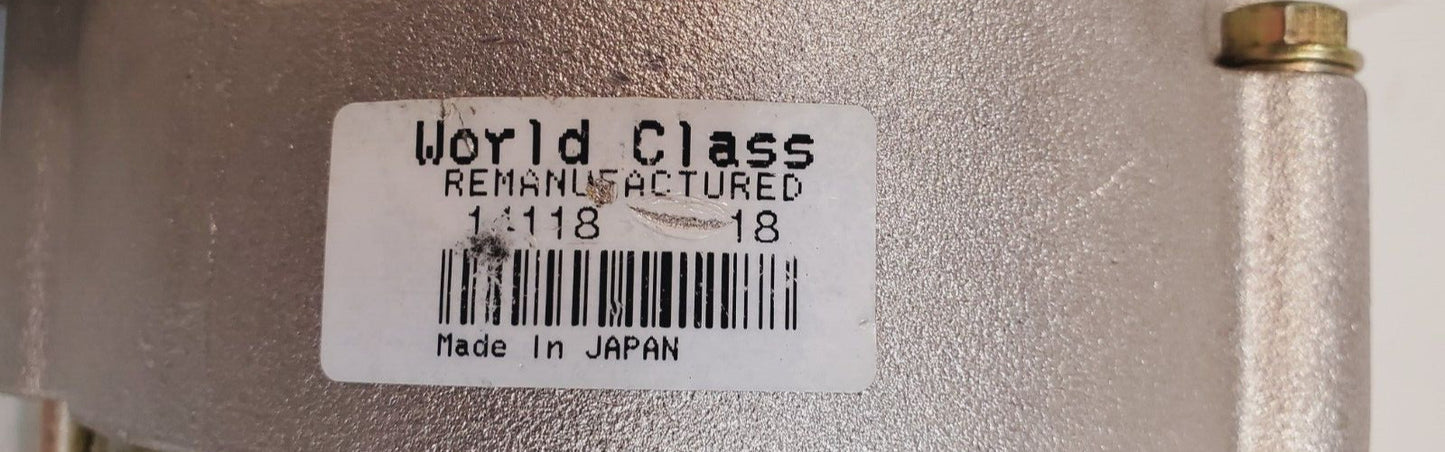 World Class
REMANUFACTURED
18
Made In JAPAN